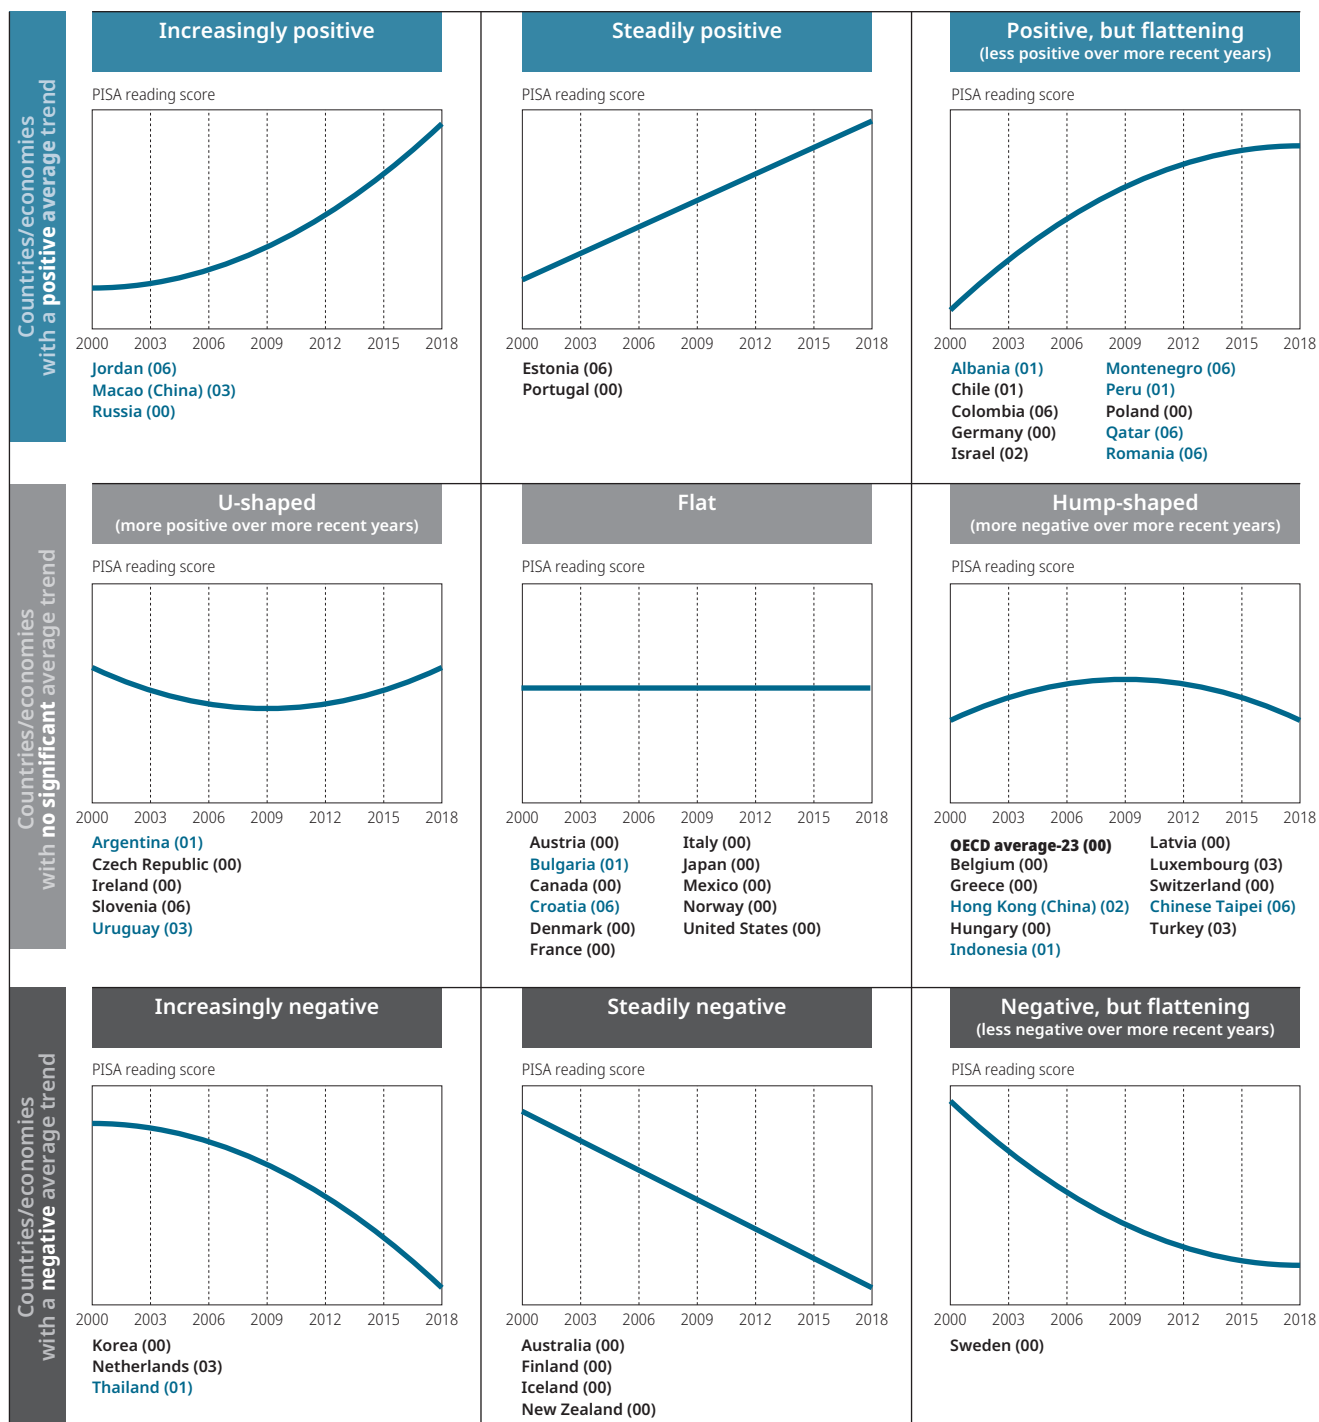 Countries/economies
with a positive average trend
Increasingly positive
PISA reading score
2000 2003 2006 2009 2012 2015 2018
Jordan (06)
Macao (China) (03)
Russia (00)
Steadily positive
PISA reading score
2000 2003 2006 2009 2012 2015 2018
Estonia (06)
Portugal (00)
Positive, but flattening
(less positive over more recent years)
PISA reading score
2000 2003 2006 2009 2012 2015 2018
Albania (01)
Chile (01)
Colombia (06)
Germany (00)
Israel (02)
Montenegro (06)
Peru (01)
Poland (00)
Qatar (06)
Romania (06)
Countries/economies
with no significant average trend
U-shaped
(more positive over more recent years)
PISA reading score
2000 2003 2006 2009 2012 2015 2018
Argentina (01)
Czech Republic (00)
Ireland (00)
Slovenia (06)
Uruguay (03)
Flat
PISA reading score
2000 2003 2006 2009 2012 2015 2018
Austria (00)
Bulgaria (01)
Canada (00)
Croatia (06)
Denmark (00)
France (00)
Italy (00)
Japan (00)
Mexico (00)
Norway (00)
United States (00)
Hump-shaped
(more negative over more recent years)
PISA reading score
2000 2003 2006 2009 2012 2015 2018
OECD average-23 (00)
Belgium (00)
Greece (00)
Hong Kong (China) (02)
Hungary (00)
Indonesia (01)
Latvia (00)
Luxembourg (03)
Switzerland (00)
Chinese Taipei (06)
Turkey (03)
Countries/economies
with a negative average trend
Increasingly negative
PISA reading score
2000 2003 2006 2009 2012 2015 2018
Korea (00)
Netherlands (03)
Thailand (01)
Steadily negative
PISA reading score
2000 2003 2006 2009 2012 2015 2018
Australia (00)
Finland (00)
Iceland (00)
New Zealand (00)
Negative, but flattening
(less negative over more recent years)
PISA reading score
2000 2003 2006 2009 2012 2015 2018
Sweden (00)